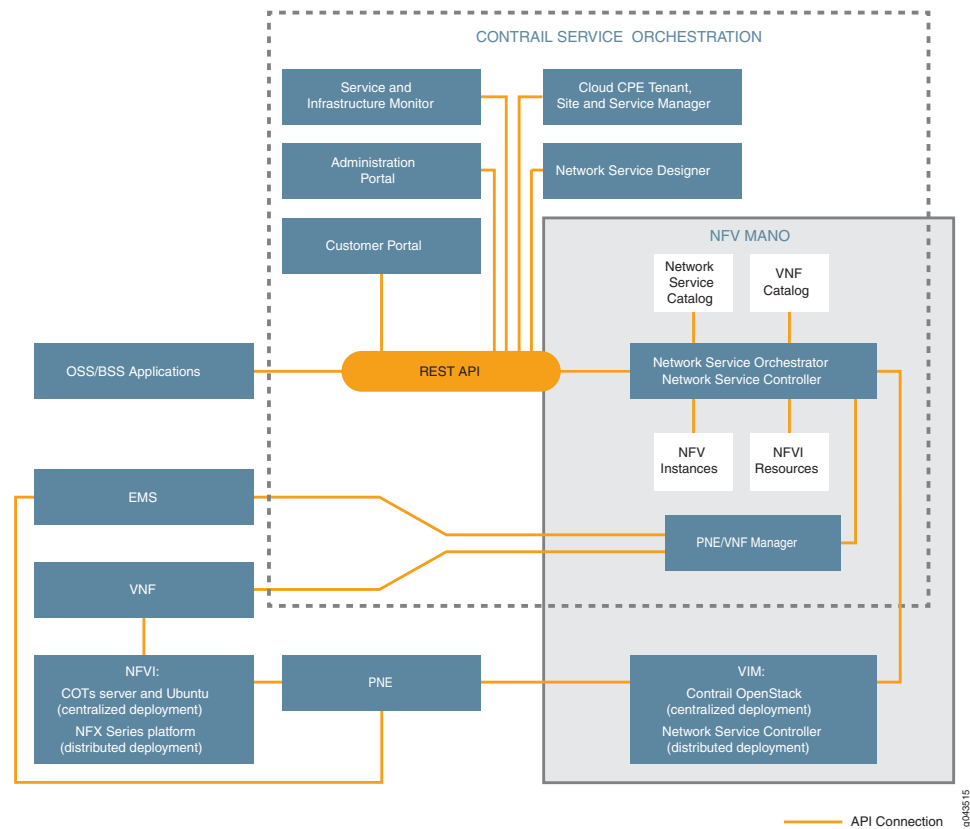 CONTRAIL SERVICE ORCHESTRATION
Service and
Infrastructure Monitor
Cloud CPE Tenant,
Site and Service Manager
Administration
Portal
Network Service Designer
Customer Portal
NFV MANO
Network
Service
Catalog
VNF
Catalog
OSS/BSS Applications
REST API
Network Service Orchestrator
Network Service Controller
NFV
Instances
NFVI
Resources
EMS
PNE/VNF Manager
VNF
NFVI:
COTs server and Ubuntu
(centralized deployment)
NFX Series platform
(distributed deployment)
PNE
VIM:
Contrail OpenStack
(centralized deployment)
Network Service Controller
(distributed deployment)
API Connection
g043515